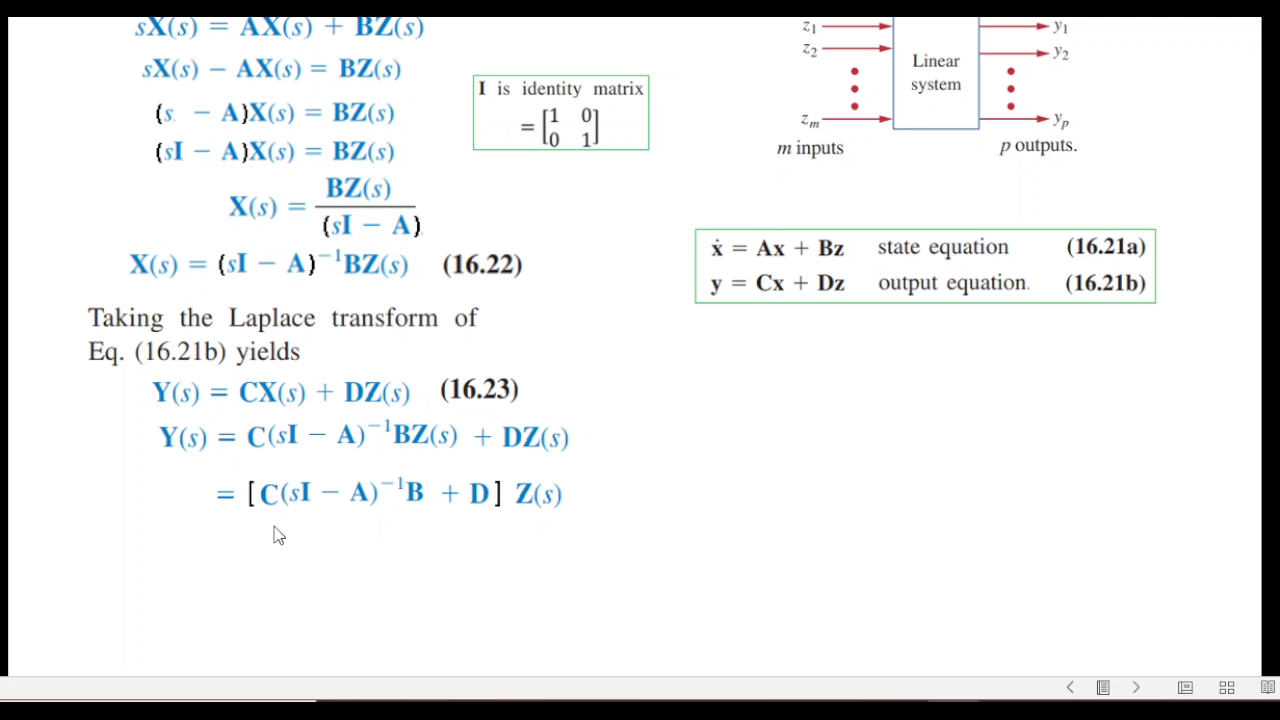 sX(s) = AX(s) + BZ(s)
sX(s) − AX(s) = BZ(s)
(s − A)X(s) = BZ(s)
(sI − A)X(s) = BZ(s)
X(s) = BZ(s) / (sI − A)
X(s) = (sI − A)⁻¹BZ(s) (16.22)
I is identity matrix
= [1 0
0 1]
Taking the Laplace transform of
Eq. (16.21b) yields
Y(s) = CX(s) + DZ(s) (16.23)
Y(s) = C(sI − A)⁻¹BZ(s) + DZ(s)
= [C(sI − A)⁻¹B + D] Z(s)
z₁
z₂
zₘ
m inputs
Linear
system
y₁
y₂
yₚ
p outputs.
ẋ = Ax + Bz state equation (16.21a)
y = Cx + Dz output equation. (16.21b)